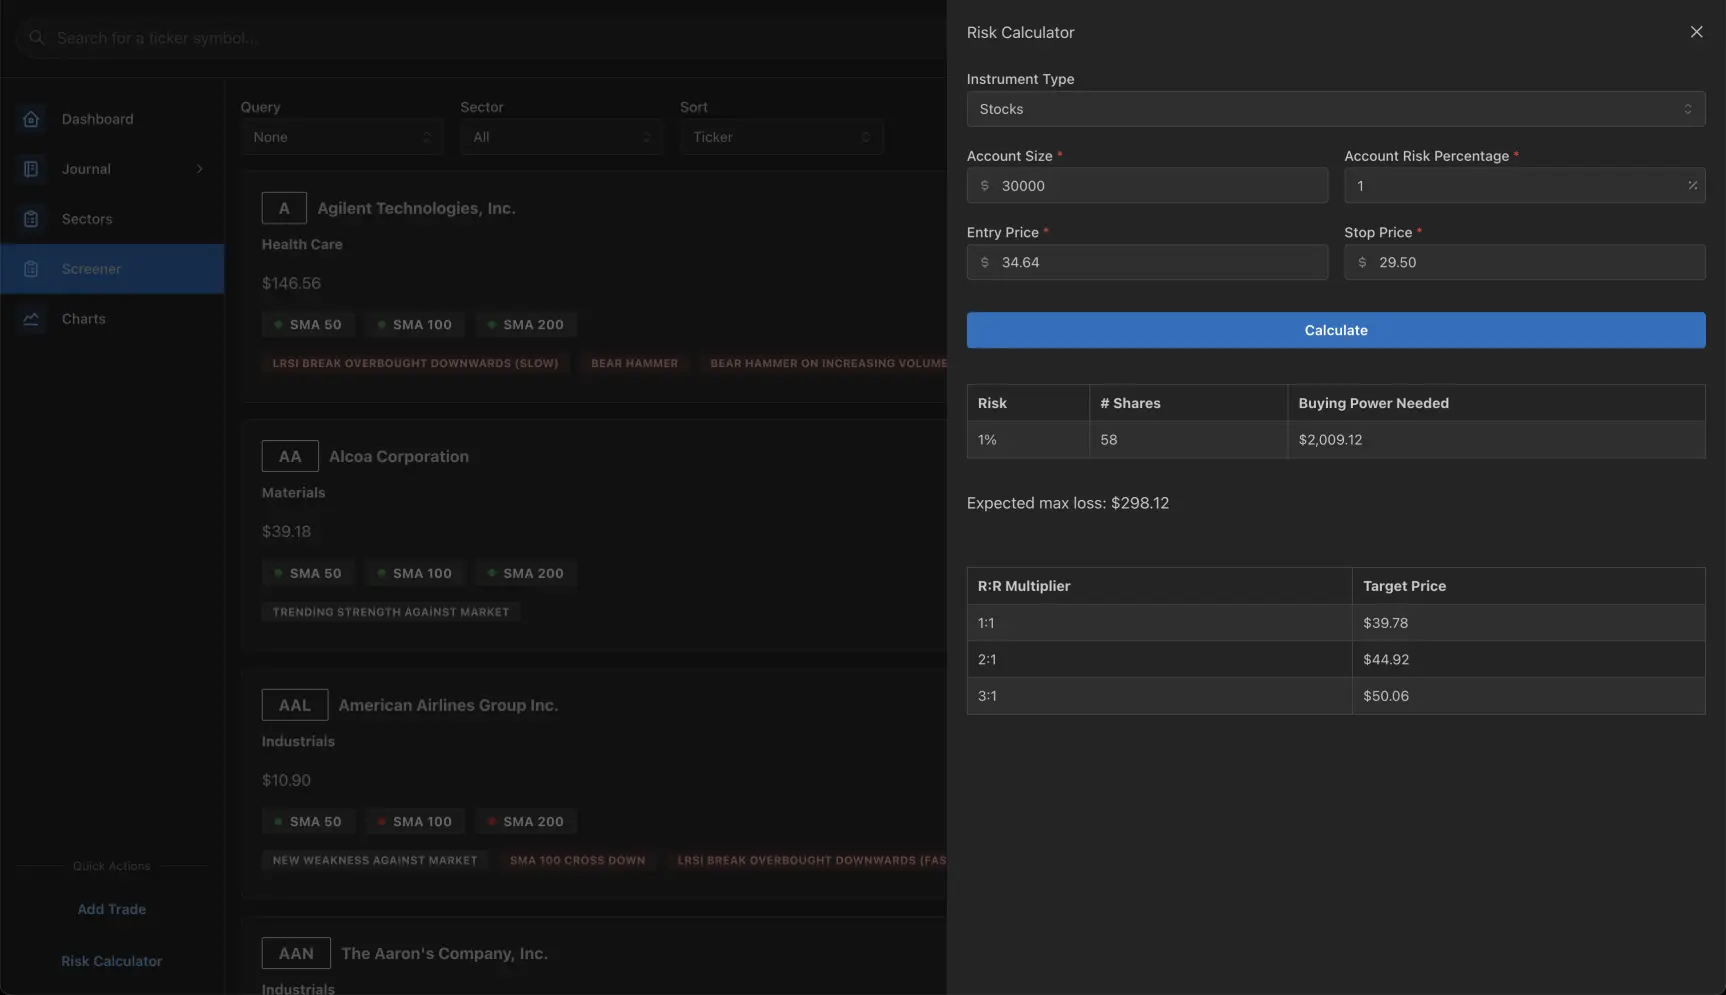 Search for a ticker symbol...
Dashboard
Journal
Sectors
Screener
Charts
Quick Actions
Add Trade
Risk Calculator
Query
None
Sector
All
Sort
Ticker
A
Agilent Technologies, Inc.
Health Care
$146.56
SMA 50
SMA 100
SMA 200
LRSI BREAK OVERBOUGHT DOWNWARDS (SLOW)
BEAR HAMMER
BEAR HAMMER ON INCREASING VOLUME
AA
Alcoa Corporation
Materials
$39.18
SMA 50
SMA 100
SMA 200
TRENDING STRENGTH AGAINST MARKET
AAL
American Airlines Group Inc.
Industrials
$10.90
SMA 50
SMA 100
SMA 200
NEW WEAKNESS AGAINST MARKET
SMA 100 CROSS DOWN
LRSI BREAK OVERBOUGHT DOWNWARDS (FAS
AAN
The Aaron's Company, Inc.
Industrials
Risk Calculator
Instrument Type
Stocks
Account Size *
$ 30000
Account Risk Percentage *
1 %
Entry Price *
$ 34.64
Stop Price *
$ 29.50
Calculate
Risk # Shares Buying Power Needed
1% 58 $2,009.12
Expected max loss: $298.12
R:R Multiplier Target Price
1:1 $39.78
2:1 $44.92
3:1 $50.06